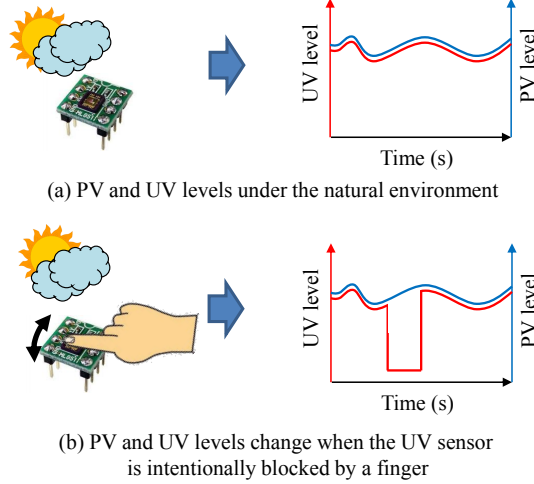 UV level
PV level
Time (s)
(a) PV and UV levels under the natural environment
UV level
PV level
Time (s)
(b) PV and UV levels change when the UV sensor
is intentionally blocked by a finger